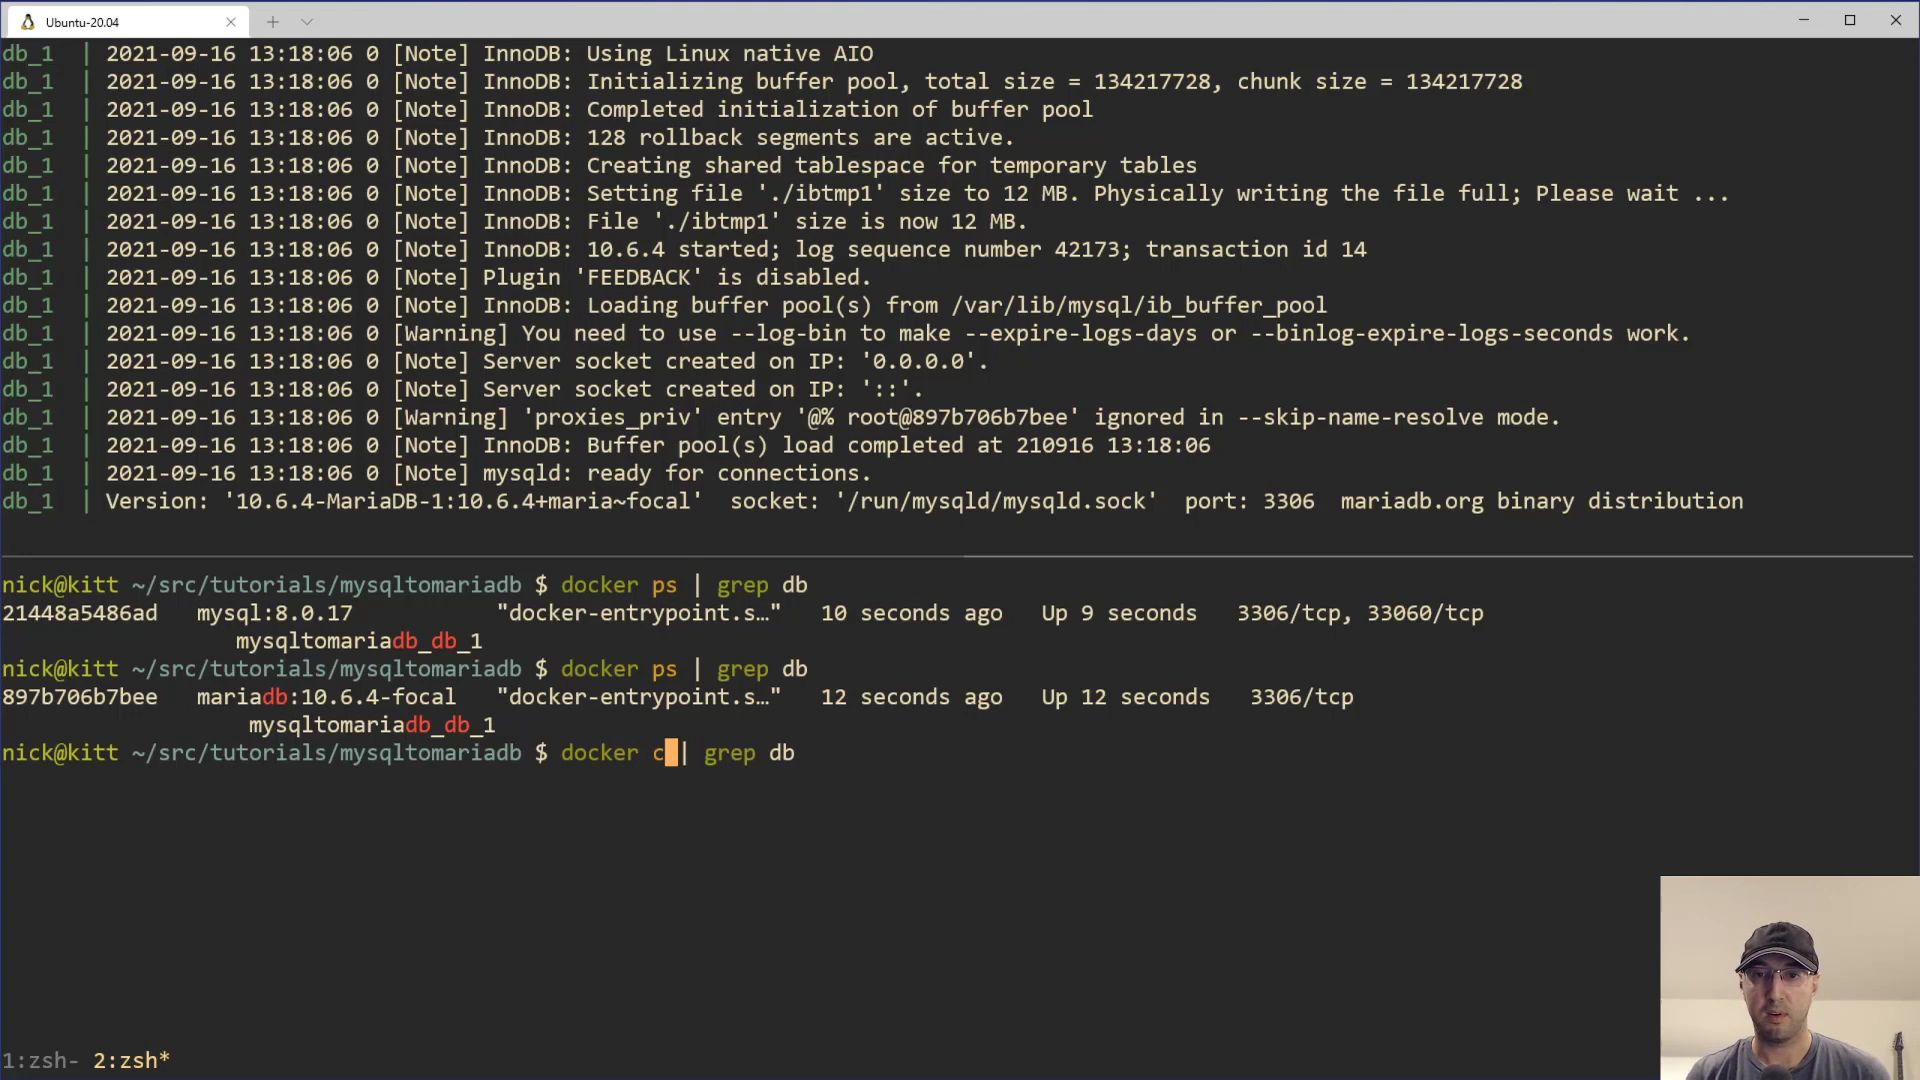 Ubuntu-20.04
db_1 | 2021-09-16 13:18:06 0 [Note] InnoDB: Using Linux native AIO
db_1 | 2021-09-16 13:18:06 0 [Note] InnoDB: Initializing buffer pool, total size = 134217728, chunk size = 134217728
db_1 | 2021-09-16 13:18:06 0 [Note] InnoDB: Completed initialization of buffer pool
db_1 | 2021-09-16 13:18:06 0 [Note] InnoDB: 128 rollback segments are active.
db_1 | 2021-09-16 13:18:06 0 [Note] InnoDB: Creating shared tablespace for temporary tables
db_1 | 2021-09-16 13:18:06 0 [Note] InnoDB: Setting file './ibtmp1' size to 12 MB. Physically writing the file full; Please wait ...
db_1 | 2021-09-16 13:18:06 0 [Note] InnoDB: File './ibtmp1' size is now 12 MB.
db_1 | 2021-09-16 13:18:06 0 [Note] InnoDB: 10.6.4 started; log sequence number 42173; transaction id 14
db_1 | 2021-09-16 13:18:06 0 [Note] Plugin 'FEEDBACK' is disabled.
db_1 | 2021-09-16 13:18:06 0 [Note] InnoDB: Loading buffer pool(s) from /var/lib/mysql/ib_buffer_pool
db_1 | 2021-09-16 13:18:06 0 [Warning] You need to use --log-bin to make --expire-logs-days or --binlog-expire-logs-seconds work.
db_1 | 2021-09-16 13:18:06 0 [Note] Server socket created on IP: '0.0.0.0'.
db_1 | 2021-09-16 13:18:06 0 [Note] Server socket created on IP: '::'.
db_1 | 2021-09-16 13:18:06 0 [Warning] 'proxies_priv' entry '@% root@897b706b7bee' ignored in --skip-name-resolve mode.
db_1 | 2021-09-16 13:18:06 0 [Note] InnoDB: Buffer pool(s) load completed at 210916 13:18:06
db_1 | 2021-09-16 13:18:06 0 [Note] mysqld: ready for connections.
db_1 | Version: '10.6.4-MariaDB-1:10.6.4+maria~focal' socket: '/run/mysqld/mysqld.sock' port: 3306 mariadb.org binary distribution
nick@kitt ~/src/tutorials/mysqltomariadb $ docker ps | grep db
21448a5486ad mysql:8.0.17 "docker-entrypoint.s…" 10 seconds ago Up 9 seconds 3306/tcp, 33060/tcp
mysqltomariadb_db_1
nick@kitt ~/src/tutorials/mysqltomariadb $ docker ps | grep db
897b706b7bee mariadb:10.6.4-focal "docker-entrypoint.s…" 12 seconds ago Up 12 seconds 3306/tcp
mysqltomariadb_db_1
nick@kitt ~/src/tutorials/mysqltomariadb $ docker c | grep db
1:zsh- 2:zsh*